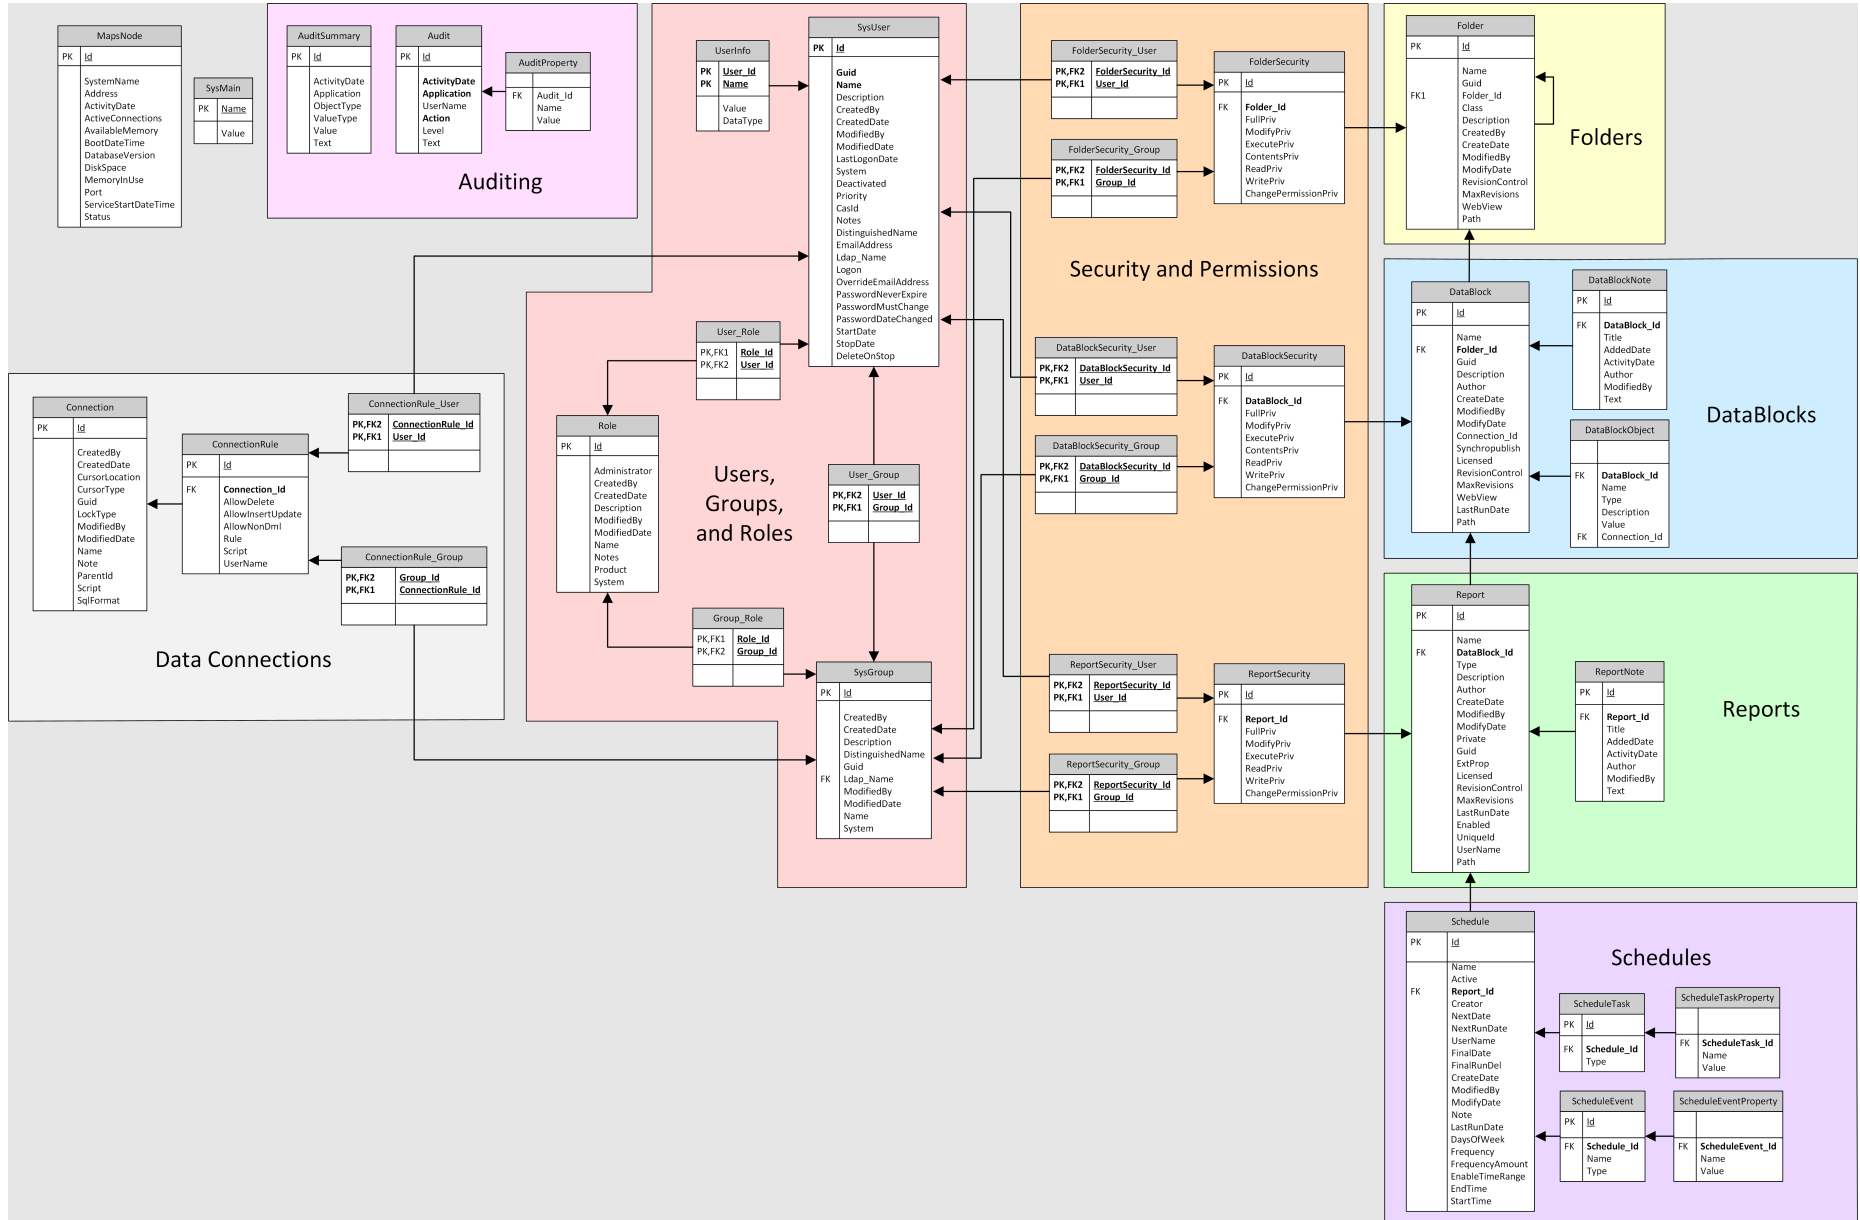 MapsNode
PK Id
SystemName
Address
ActivityDate
ActiveConnections
AvailableMemory
BootDateTime
DatabaseVersion
DiskSpace
MemoryInUse
Port
ServiceStartDateTime
Status
SysMain
PK Name
Value
AuditSummary
PK Id
ActivityDate
Application
ObjectType
ValueType
Value
Text
Audit
PK Id
ActivityDate
Application
UserName
Action
Level
Text
AuditProperty
FK Audit_Id
Name
Value
Auditing
UserInfo
PK User_Id
PK Name
Value
DataType
SysUser
PK Id
Guid
Name
Description
CreatedBy
CreatedDate
ModifiedBy
ModifiedDate
LastLogonDate
System
Deactivated
Priority
CasId
Notes
DistinguishedName
EmailAddress
Ldap_Name
Logon
OverrideEmailAddress
PasswordNeverExpire
PasswordMustChange
PasswordDateChanged
StartDate
StopDate
DeleteOnStop
User_Role
PK,FK1 Role_Id
PK,FK2 User_Id
Role
PK Id
Administrator
CreatedBy
CreatedDate
Description
ModifiedBy
ModifiedDate
Name
Notes
Product
System
Users,
Groups,
and Roles
User_Group
PK,FK2 User_Id
PK,FK1 Group_Id
Group_Role
PK,FK1 Role_Id
PK,FK2 Group_Id
SysGroup
PK Id
CreatedBy
CreatedDate
Description
DistinguishedName
Guid
FK Ldap_Name
ModifiedBy
ModifiedDate
Name
System
Connection
PK Id
CreatedBy
CreatedDate
CursorLocation
CursorType
Guid
LockType
ModifiedBy
ModifiedDate
Name
Note
ParentId
Script
SqlFormat
ConnectionRule
PK Id
FK Connection_Id
AllowDelete
AllowInsertUpdate
AllowNonDml
Rule
Script
UserName
ConnectionRule_User
PK,FK2 ConnectionRule_Id
PK,FK1 User_Id
ConnectionRule_Group
PK,FK2 Group_Id
PK,FK1 ConnectionRule_Id
Data Connections
FolderSecurity_User
PK,FK2 FolderSecurity_Id
PK,FK1 User_Id
FolderSecurity_Group
PK,FK2 FolderSecurity_Id
PK,FK1 Group_Id
FolderSecurity
PK Id
FK Folder_Id
FullPriv
ModifyPriv
ExecutePriv
ContentsPriv
ReadPriv
WritePriv
ChangePermissionPriv
Security and Permissions
DataBlockSecurity_User
PK,FK2 DataBlockSecurity_Id
PK,FK1 User_Id
DataBlockSecurity_Group
PK,FK2 DataBlockSecurity_Id
PK,FK1 Group_Id
DataBlockSecurity
PK Id
FK DataBlock_Id
FullPriv
ModifyPriv
ExecutePriv
ContentsPriv
ReadPriv
WritePriv
ChangePermissionPriv
ReportSecurity_User
PK,FK2 ReportSecurity_Id
PK,FK1 User_Id
ReportSecurity_Group
PK,FK2 ReportSecurity_Id
PK,FK1 Group_Id
ReportSecurity
PK Id
FK Report_Id
FullPriv
ModifyPriv
ExecutePriv
ReadPriv
WritePriv
ChangePermissionPriv
Folder
PK Id
Name
Guid
FK1 Folder_Id
Class
Description
CreatedBy
CreateDate
ModifiedBy
ModifyDate
RevisionControl
MaxRevisions
WebView
Path
Folders
DataBlock
PK Id
Name
FK Folder_Id
Guid
Description
Author
CreateDate
ModifiedBy
ModifyDate
Connection_Id
Synchropublish
Licensed
RevisionControl
MaxRevisions
WebView
LastRunDate
Path
DataBlockNote
PK Id
FK DataBlock_Id
Title
AddedDate
ActivityDate
Author
ModifiedBy
Text
DataBlockObject
FK DataBlock_Id
Name
Type
Description
Value
FK Connection_Id
DataBlocks
Report
PK Id
Name
FK DataBlock_Id
Type
Description
Author
CreateDate
ModifiedBy
ModifyDate
Private
Guid
ExtProp
Licensed
RevisionControl
MaxRevisions
LastRunDate
Enabled
UniqueId
UserName
Path
ReportNote
PK Id
FK Report_Id
Title
AddedDate
ActivityDate
Author
ModifiedBy
Text
Reports
Schedule
PK Id
Name
Active
FK Report_Id
Creator
NextDate
NextRunDate
UserName
FinalDate
FinalRunDel
CreateDate
ModifiedBy
ModifyDate
Note
LastRunDate
DaysOfWeek
Frequency
FrequencyAmount
EnableTimeRange
EndTime
StartTime
Schedules
ScheduleTask
PK Id
FK Schedule_Id
Type
ScheduleTaskProperty
FK ScheduleTask_Id
Name
Value
ScheduleEvent
PK Id
FK Schedule_Id
Name
Type
ScheduleEventProperty
FK ScheduleEvent_Id
Name
Value